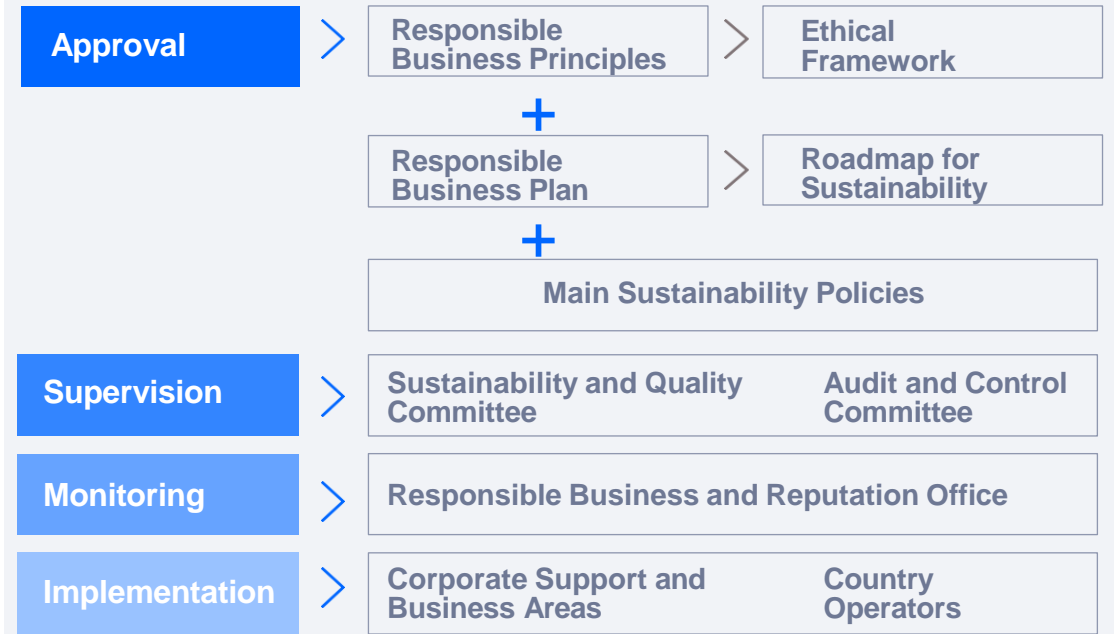 Approval
Responsible
Business Principles
Ethical
Framework
+
Responsible
Business Plan
Roadmap for
Sustainability
+
Main Sustainability Policies
Supervision
Sustainability and Quality
Committee
Audit and Control
Committee
Monitoring
Responsible Business and Reputation Office
Implementation
Corporate Support and
Business Areas
Country
Operators